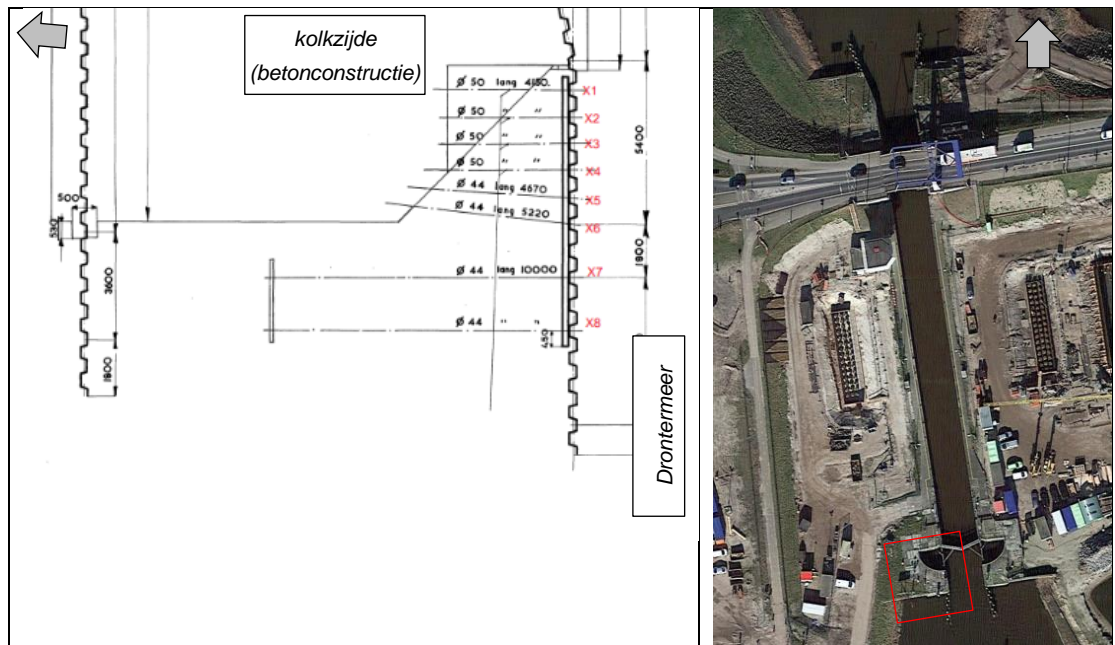 kolkzijde
(betonconstructie)
Ø 50 lang 4150. X1
Ø 50 " " X2
Ø 50 " " X3
Ø 50 " " X4
Ø 44 lang 4670 X5
Ø 44 lang 5220 X6
Ø 44 lang 10000 X7
Ø 44 " " X8
5400
1800
450
500
530
3600
1800
Drontermeer